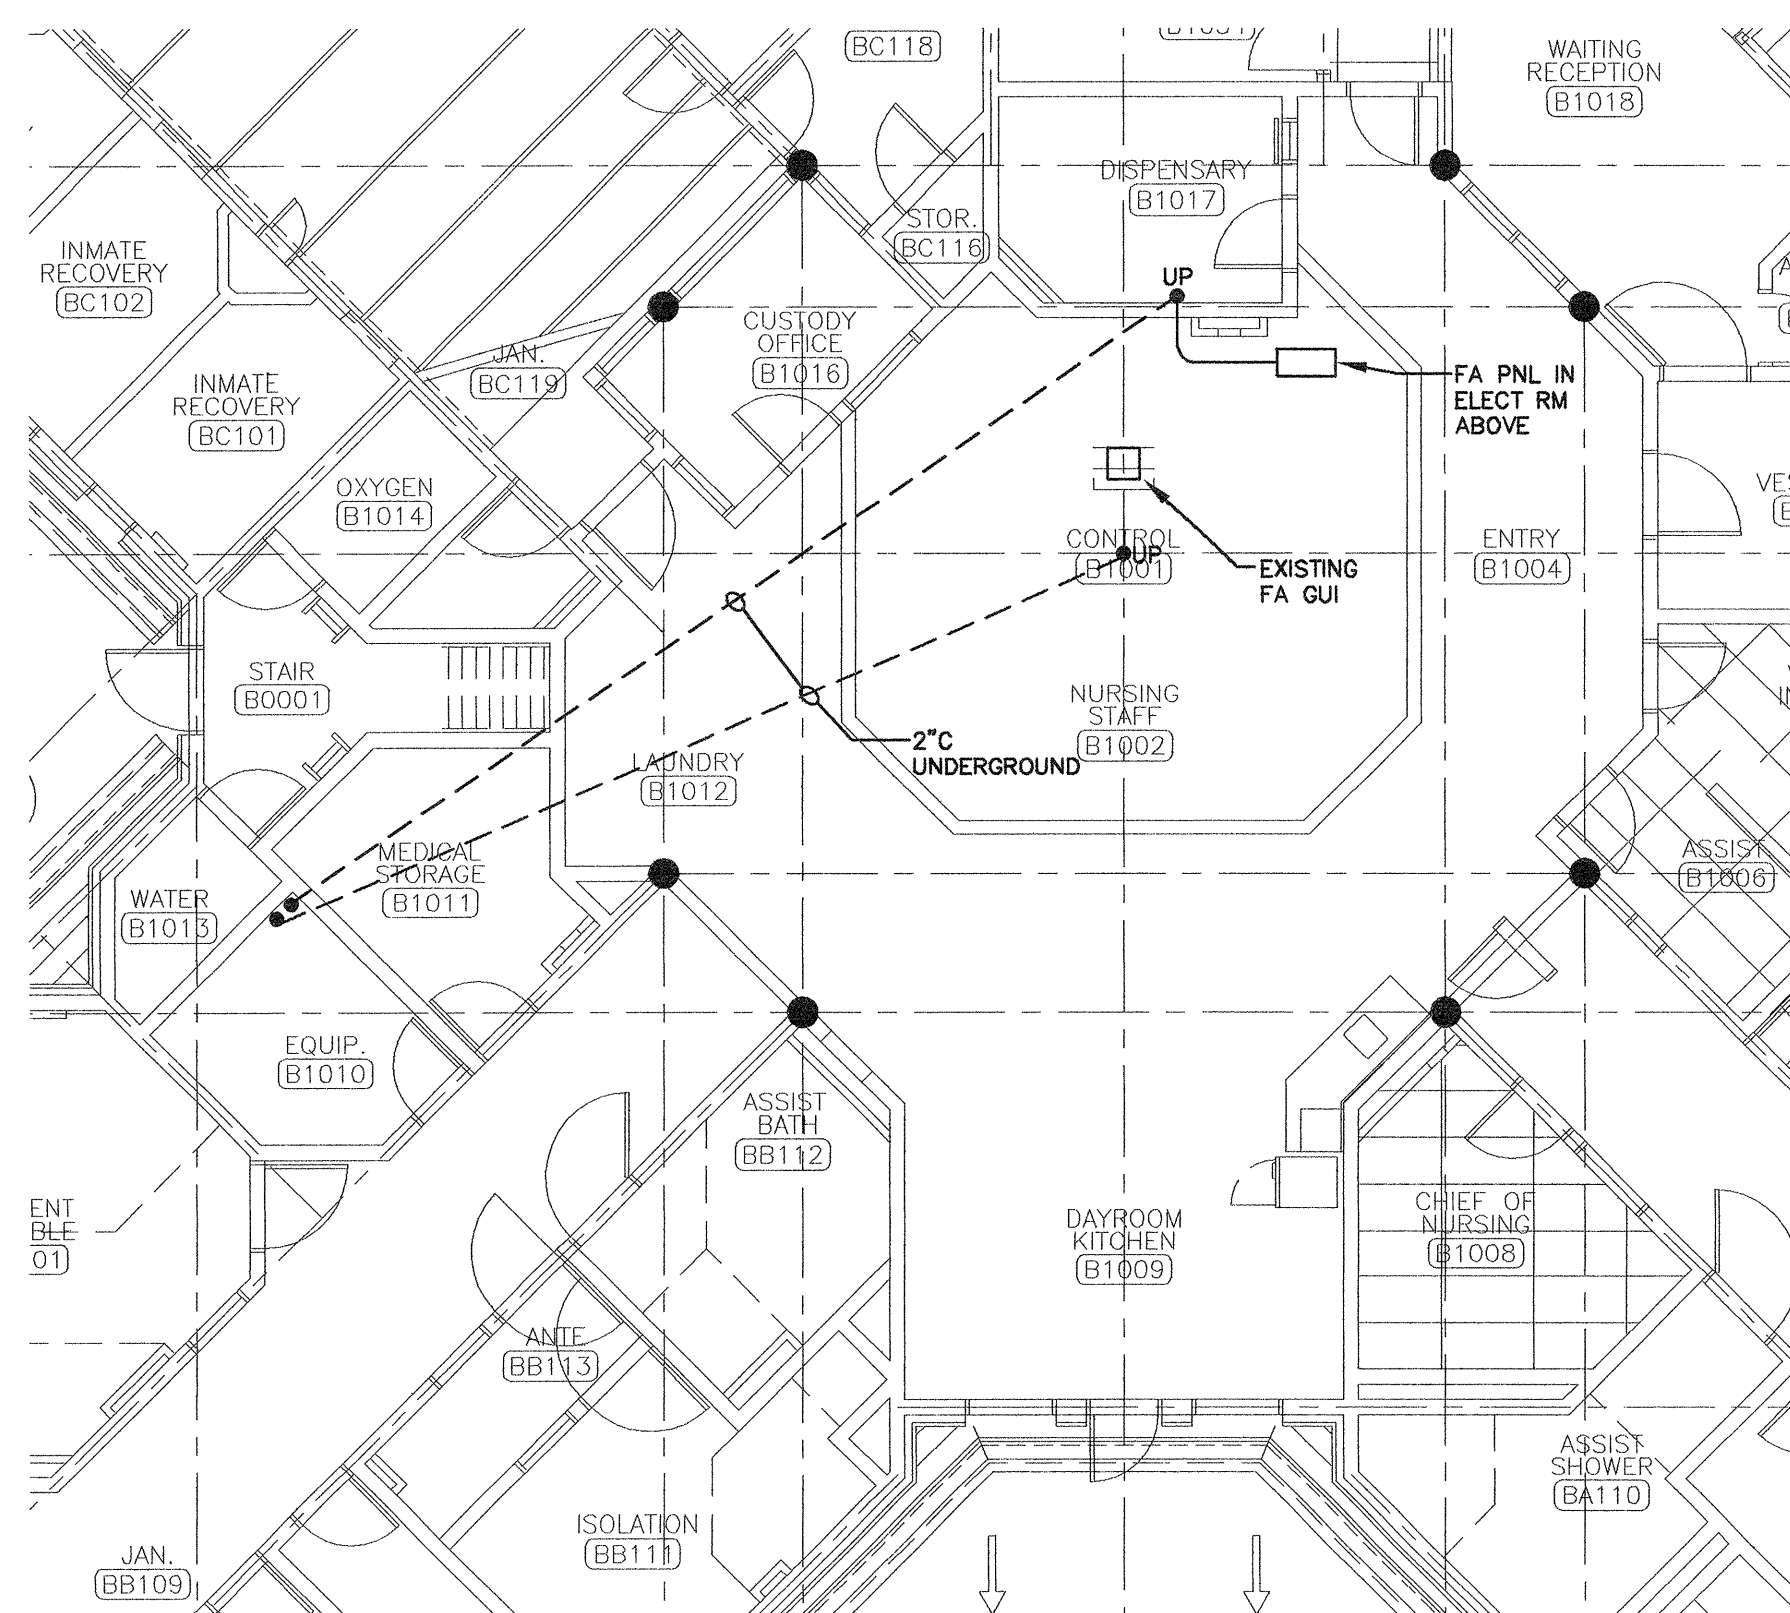 BC118
WAITING
RECEPTION
B1018
DISPENSARY
B1017
STOR.
BC116
INMATE
RECOVERY
BC102
UP
CUSTODY
OFFICE
B1016
JAN.
BC119
INMATE
RECOVERY
BC101
FA PNL IN
ELECT RM
ABOVE
OXYGEN
B1014
CONTROL
B1001
UP
EXISTING
FA GUI
ENTRY
B1004
STAIR
B0001
NURSING
STAFF
B1002
2"C
UNDERGROUND
LAUNDRY
B1012
MEDICAL
STORAGE
B1011
WATER
B1013
ASSIST
B1006
EQUIP.
B1010
ASSIST
BATH
BB112
ENT
BLE
01
DAYROOM
KITCHEN
B1009
CHIEF OF
NURSING
B1008
ANTE
BB113
ASSIST
SHOWER
BA110
ISOLATION
BB111
JAN.
BB109